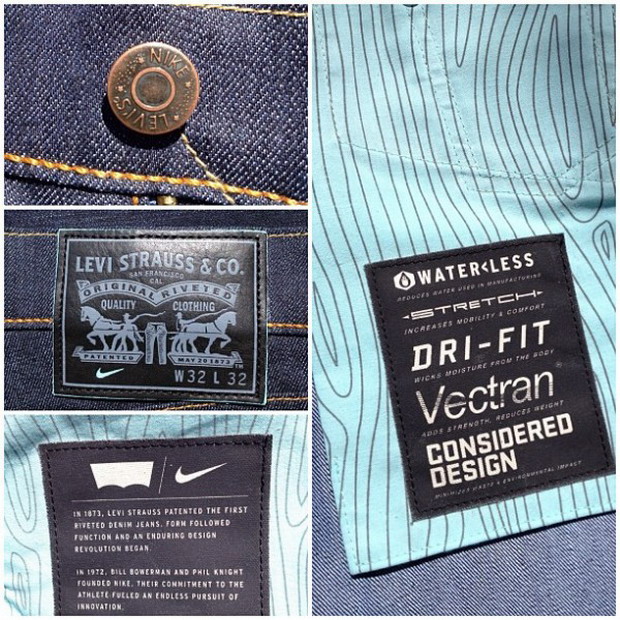 NIKE
LEVI'S
LEVI STRAUSS & CO.
SAN FRANCISCO
CAL.
ORIGINAL RIVETED
QUALITY CLOTHING
PATENTED MAY 20 1873
W 32 L 32
IN 1873, LEVI STRAUSS PATENTED THE FIRST
RIVETED DENIM JEANS. FORM FOLLOWED
FUNCTION AND AN ENDURING DESIGN
REVOLUTION BEGAN.
IN 1972, BILL BOWERMAN AND PHIL KNIGHT
FOUNDED NIKE. THEIR COMMITMENT TO THE
ATHLETE FUELED AN ENDLESS PURSUIT OF
INNOVATION.
WATER<LESS
REDUCES WATER USED IN MANUFACTURING
STRETCH
INCREASES MOBILITY & COMFORT
DRI-FIT
WICKS MOISTURE FROM THE BODY
Vectran®
ADDS STRENGTH, REDUCES WEIGHT
CONSIDERED
DESIGN
MINIMIZES WASTE & ENVIRONMENTAL IMPACT